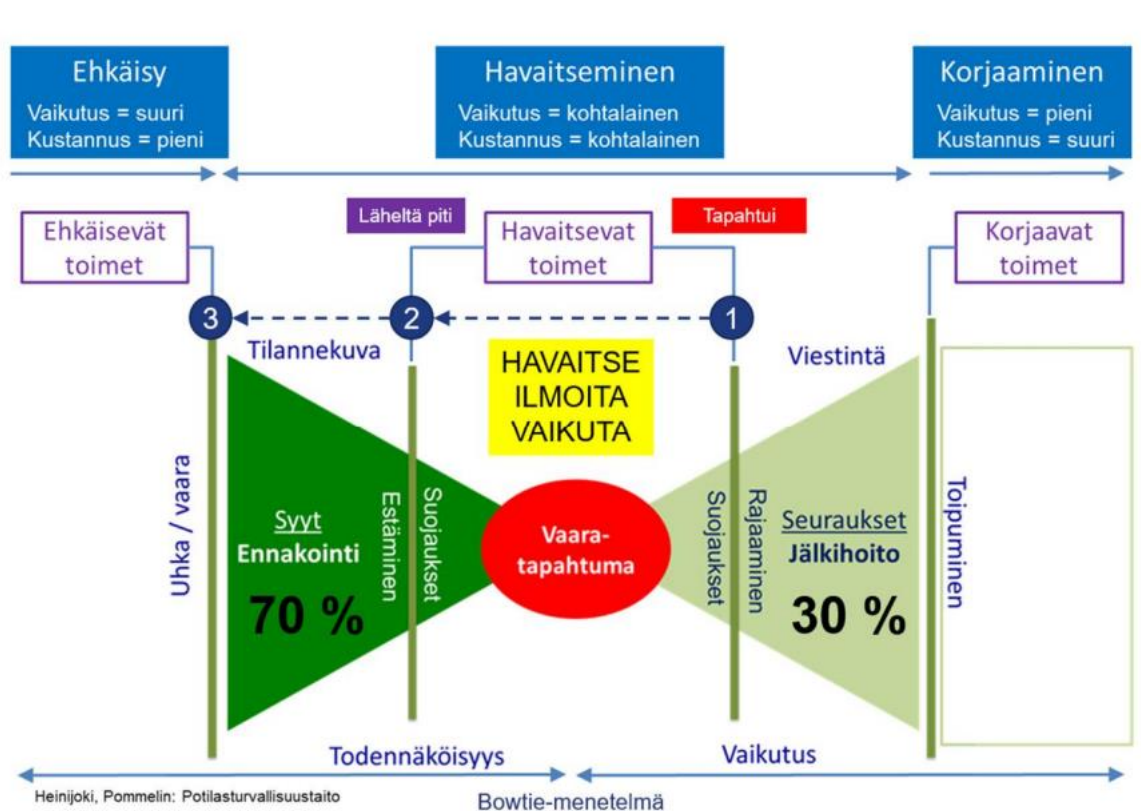 Ehkäisy
Vaikutus = suuri
Kustannus = pieni
Havaitseminen
Vaikutus = kohtalainen
Kustannus = kohtalainen
Korjaaminen
Vaikutus = pieni
Kustannus = suuri
Ehkäisevät
toimet
Läheltä piti
Havaitsevat
toimet
Tapahtui
Korjaavat
toimet
3
2
1
Tilannekuva
HAVAITSE
ILMOITA
VAIKUTA
Viestintä
Uhka / vaara
Syyt
Ennakointi
70 %
Estäminen
Suojaukset
Vaara-
tapahtuma
Suojaukset
Rajaaminen
Seuraukset
Jälkihoito
30 %
Toipuminen
Todennäköisyys
Vaikutus
Heinijoki, Pommelin: Potilasturvallisuustaito
Bowtie-menetelmä